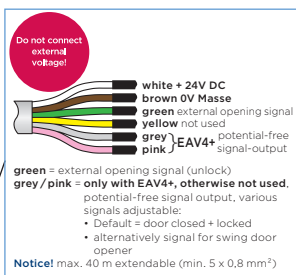 Do not connect
external
voltage!
white + 24V DC
brown 0V Masse
green external opening signal
yellow not used
grey
pink
EAV4+
potential-free
signal-output
green = external opening signal (unlock)
grey/pink = only with EAV4+, otherwise not used,
potential-free signal output, various
signals adjustable:
• Default = door closed + locked
• alternatively signal for swing door
opener
Notice! max. 40 m extendable (min. 5 x 0,8 mm²)